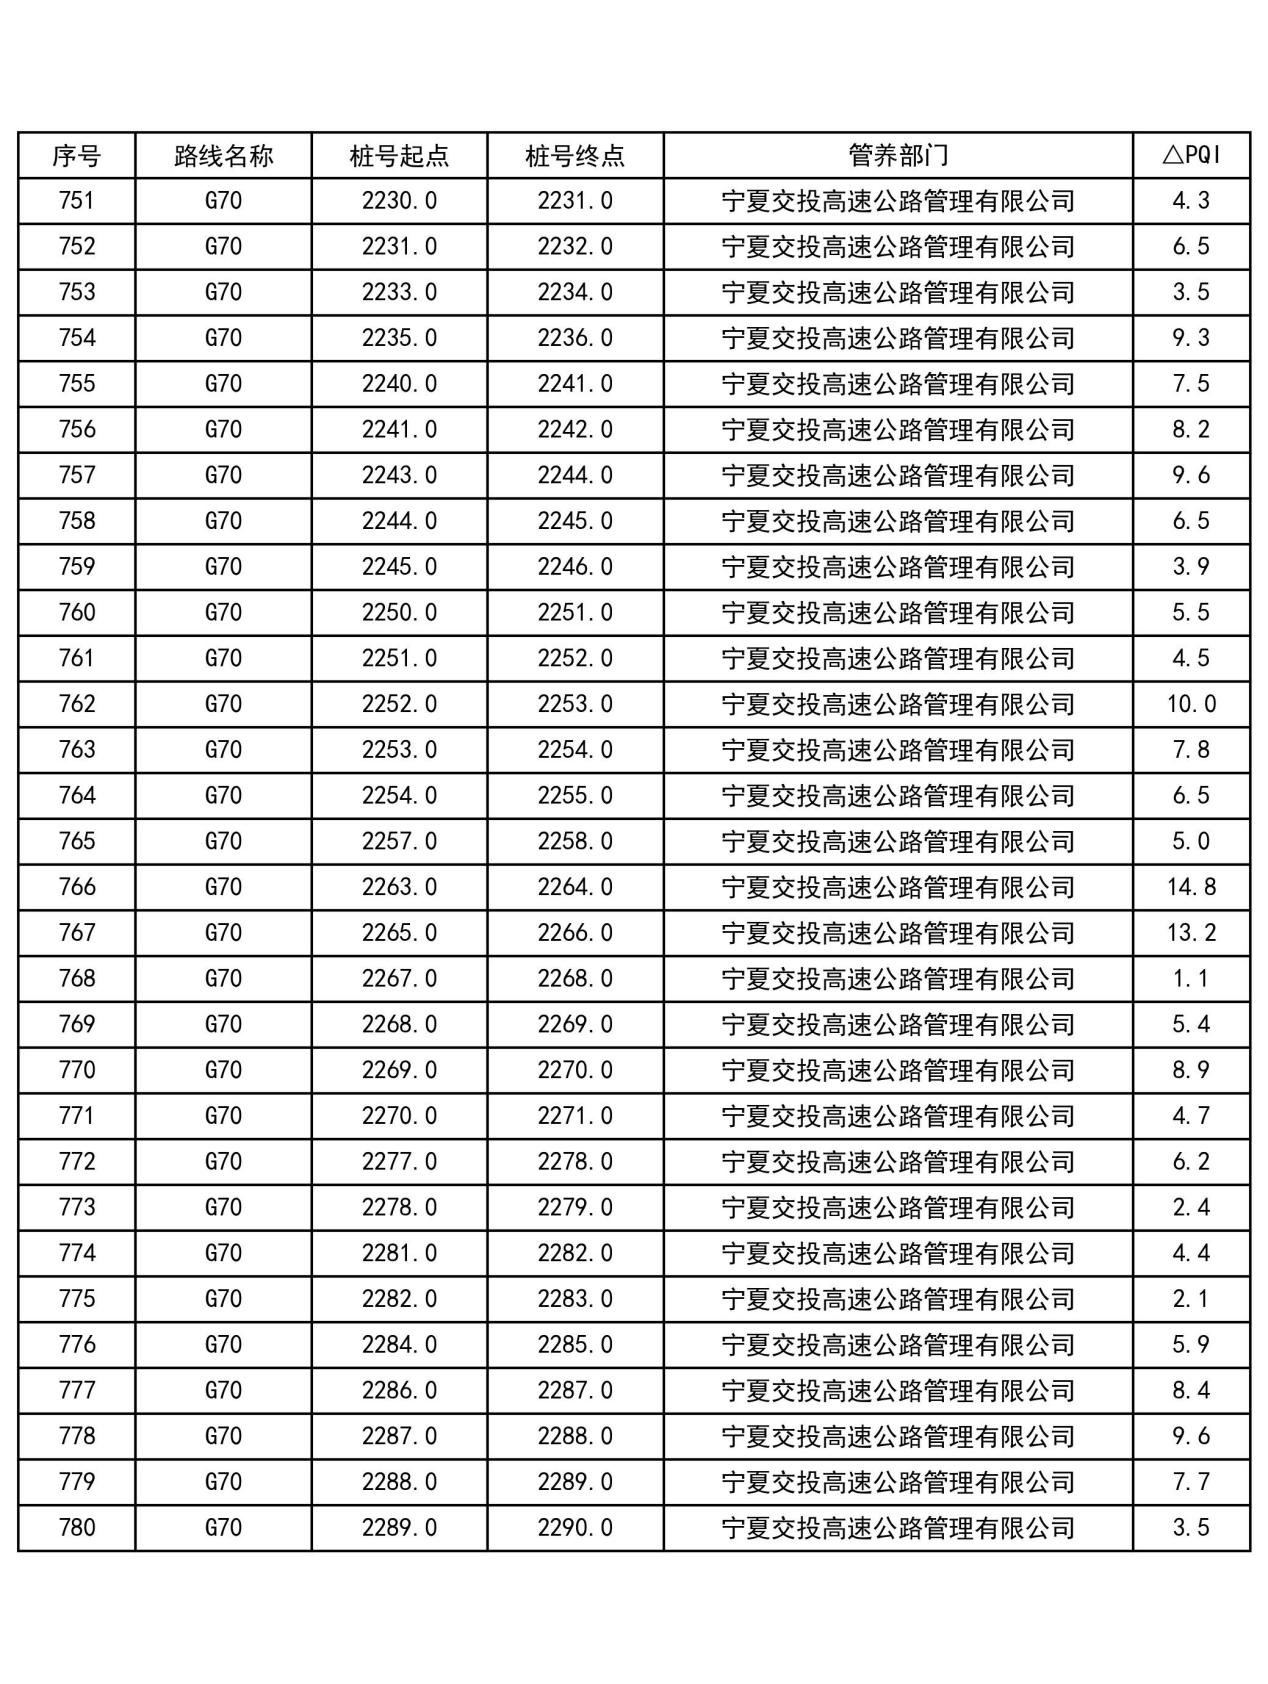 序号 路线名称 桩号起点 桩号终点 管养部门 △PQI
751 G70 2230.0 2231.0 宁夏交投高速公路管理有限公司 4.3
752 G70 2231.0 2232.0 宁夏交投高速公路管理有限公司 6.5
753 G70 2233.0 2234.0 宁夏交投高速公路管理有限公司 3.5
754 G70 2235.0 2236.0 宁夏交投高速公路管理有限公司 9.3
755 G70 2240.0 2241.0 宁夏交投高速公路管理有限公司 7.5
756 G70 2241.0 2242.0 宁夏交投高速公路管理有限公司 8.2
757 G70 2243.0 2244.0 宁夏交投高速公路管理有限公司 9.6
758 G70 2244.0 2245.0 宁夏交投高速公路管理有限公司 6.5
759 G70 2245.0 2246.0 宁夏交投高速公路管理有限公司 3.9
760 G70 2250.0 2251.0 宁夏交投高速公路管理有限公司 5.5
761 G70 2251.0 2252.0 宁夏交投高速公路管理有限公司 4.5
762 G70 2252.0 2253.0 宁夏交投高速公路管理有限公司 10.0
763 G70 2253.0 2254.0 宁夏交投高速公路管理有限公司 7.8
764 G70 2254.0 2255.0 宁夏交投高速公路管理有限公司 6.5
765 G70 2257.0 2258.0 宁夏交投高速公路管理有限公司 5.0
766 G70 2263.0 2264.0 宁夏交投高速公路管理有限公司 14.8
767 G70 2265.0 2266.0 宁夏交投高速公路管理有限公司 13.2
768 G70 2267.0 2268.0 宁夏交投高速公路管理有限公司 1.1
769 G70 2268.0 2269.0 宁夏交投高速公路管理有限公司 5.4
770 G70 2269.0 2270.0 宁夏交投高速公路管理有限公司 8.9
771 G70 2270.0 2271.0 宁夏交投高速公路管理有限公司 4.7
772 G70 2277.0 2278.0 宁夏交投高速公路管理有限公司 6.2
773 G70 2278.0 2279.0 宁夏交投高速公路管理有限公司 2.4
774 G70 2281.0 2282.0 宁夏交投高速公路管理有限公司 4.4
775 G70 2282.0 2283.0 宁夏交投高速公路管理有限公司 2.1
776 G70 2284.0 2285.0 宁夏交投高速公路管理有限公司 5.9
777 G70 2286.0 2287.0 宁夏交投高速公路管理有限公司 8.4
778 G70 2287.0 2288.0 宁夏交投高速公路管理有限公司 9.6
779 G70 2288.0 2289.0 宁夏交投高速公路管理有限公司 7.7
780 G70 2289.0 2290.0 宁夏交投高速公路管理有限公司 3.5